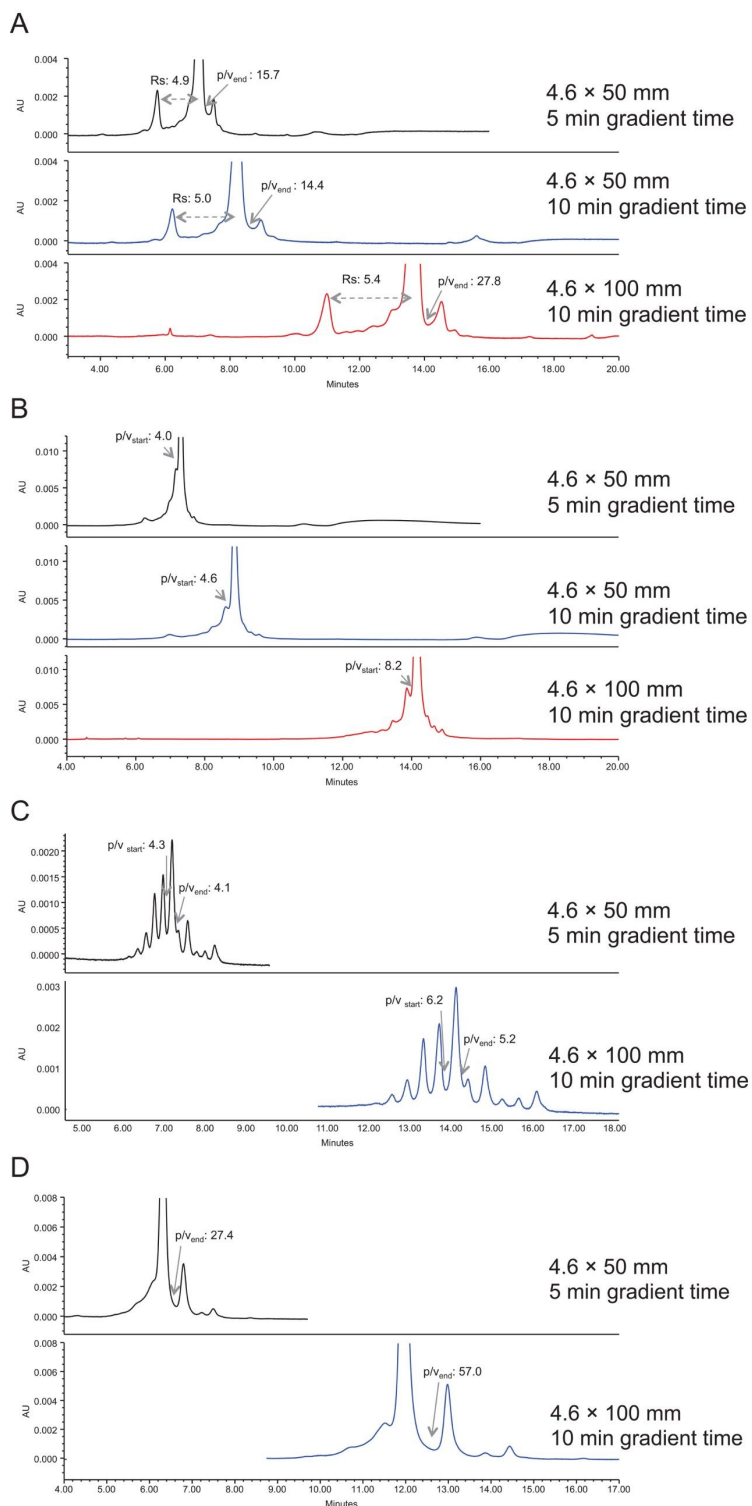 A
0.004
0.002
0.000
AU
Rs: 4.9
p/vend : 15.7
4.6 × 50 mm
5 min gradient time
0.004
0.002
0.000
AU
Rs: 5.0
p/vend : 14.4
4.6 × 50 mm
10 min gradient time
0.004
0.002
0.000
AU
Rs: 5.4
p/vend : 27.8
4.6 × 100 mm
10 min gradient time
4.00 6.00 8.00 10.00 12.00 14.00 16.00 18.00 20.00
Minutes
B
0.010
0.005
0.000
AU
p/vstart: 4.0
4.6 × 50 mm
5 min gradient time
0.010
0.005
0.000
AU
p/vstart: 4.6
4.6 × 50 mm
10 min gradient time
0.010
0.005
0.000
AU
p/vstart: 8.2
4.6 × 100 mm
10 min gradient time
4.00 6.00 8.00 10.00 12.00 14.00 16.00 18.00 20.00
Minutes
C
0.0020
0.0015
0.0010
0.0005
0.0000
AU
p/v start: 4.3
p/vend: 4.1
4.6 × 50 mm
5 min gradient time
0.003
0.002
0.001
0.000
AU
p/v start: 6.2
p/vend: 5.2
4.6 × 100 mm
10 min gradient time
5.00 6.00 7.00 8.00 9.00 10.00 11.00 12.00 13.00 14.00 15.00 16.00 17.00 18.00
Minutes
D
0.008
0.006
0.004
0.002
0.000
AU
p/vend: 27.4
4.6 × 50 mm
5 min gradient time
0.008
0.006
0.004
0.002
0.000
AU
p/vend: 57.0
4.6 × 100 mm
10 min gradient time
4.00 5.00 6.00 7.00 8.00 9.00 10.00 11.00 12.00 13.00 14.00 15.00 16.00 17.00
Minutes